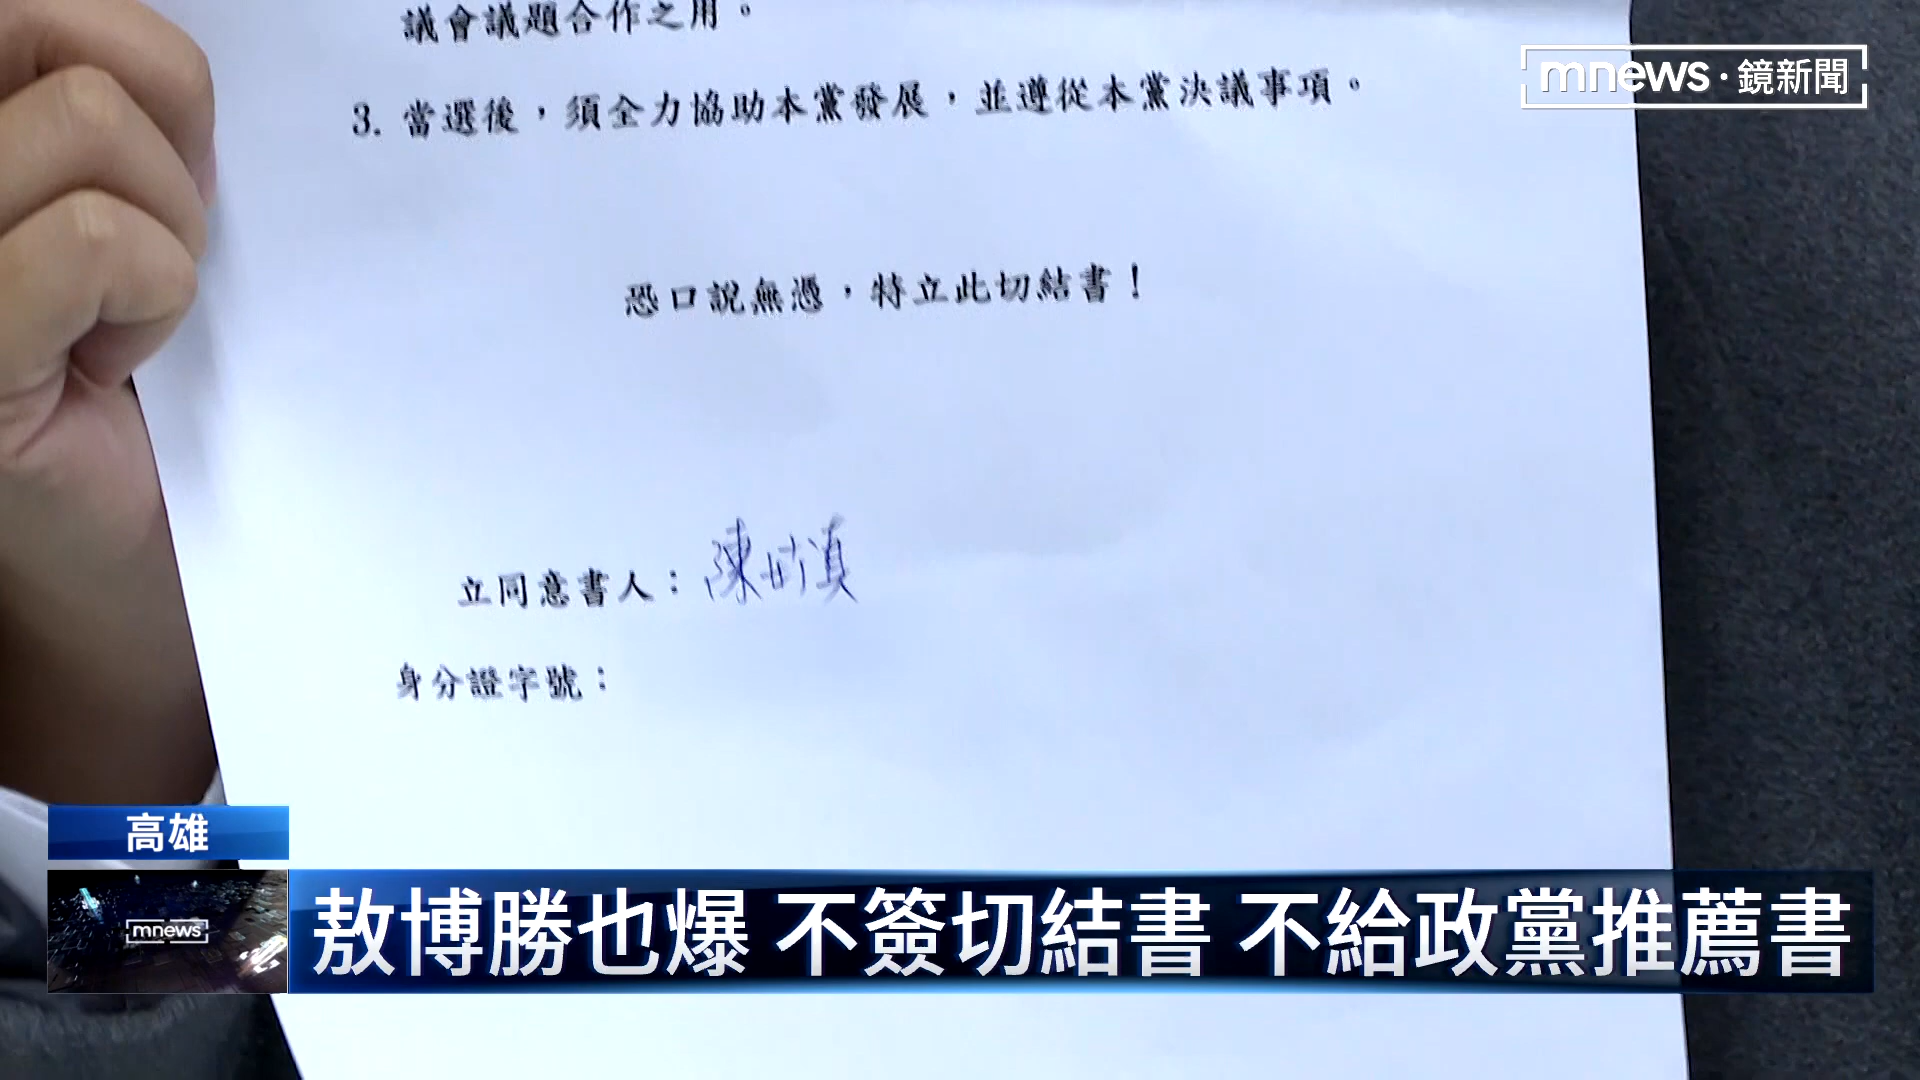 議會議題合作之用。
mnews·鏡新聞
3. 當選後，須全力協助本黨發展，並遵從本黨決議事項。
恐口說無憑，特立此切結書！
立同意書人：陳
身分證字號：
高雄
mnews
敖博勝也爆 不簽切結書 不給政黨推薦書